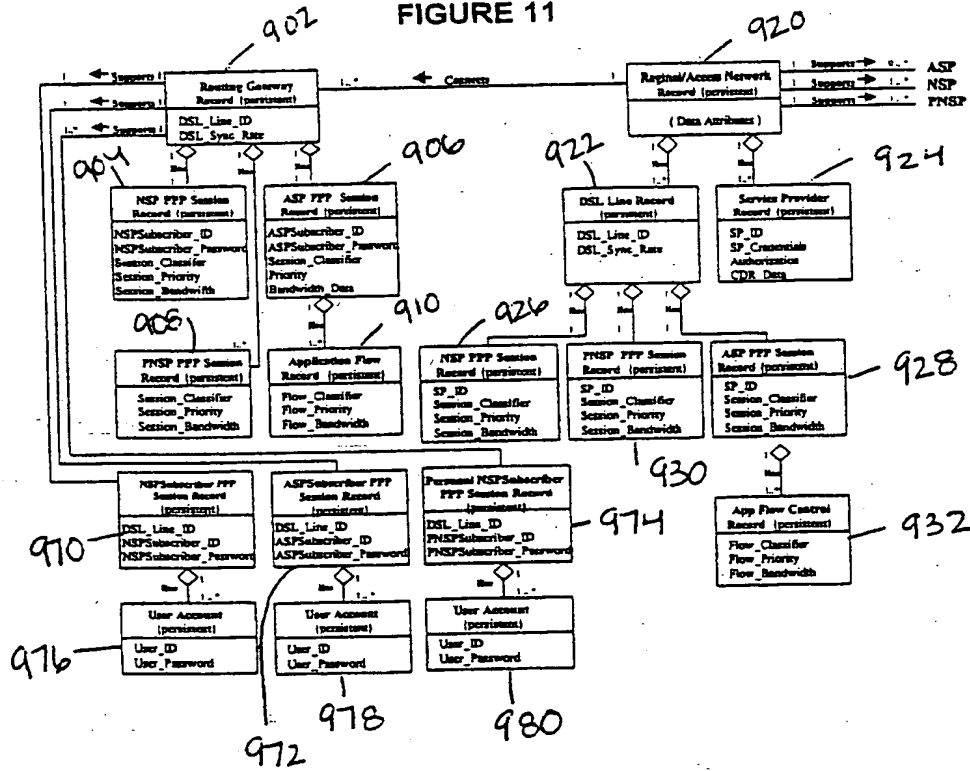 FIGURE 11
902
920
Supports
Routing Gateway
Record (persistent)
DSL_Line_ID
DSL_Sync_Rate
Supports
Supports
1..*
1..*
Connects
Regional/Access Network
Record (persistent)
( Data Attributes )
Supports
ASP
Supports
NSP
Supports
1..*
PNSP
904
NSP PPP Session
Record (persistent)
NSPSubscriber_ID
NSPSubscriber_Password
Session_Classifier
Session_Priority
Session_Bandwifth
906
ASP PPP Session
Record (persistent)
ASPSubscriber_ID
ASPSubscriber_Password
Session_Classifier
Priority
Bandwidth_Data
922
DSL Line Record
(persistent)
DSL_Line_ID
DSL_Sync_Rate
924
Service Provider
Record (persistent)
SP_ID
SP_Credentials
Authorization
CDR_Data
908
PNSP PPP Session
Record (persistent)
Session_Classifier
Session_Priority
Session_Bandwidth
910
Application Flow
Record (persistent)
Flow_Classifier
Flow_Priority
Flow_Bandwidth
926
NSP PPP Session
Record (persistent)
SP_ID
Session_Classifier
Session_Priority
Session_Bandwidth
PNSP PPP Session
Record (persistent)
SP_ID
Session_Classifier
Session_Priority
Session_Bandwidth
930
ASP PPP Session
Record (persistent)
SP_ID
Session_Classifier
Session_Priority
Session_Bandwidth
928
970
NSPSubscriber PPP
Session Record
(persistent)
DSL_Line_ID
NSPSubscriber_ID
NSPSubscriber_Password
ASPSubscriber PPP
Session Record
(persistent)
DSL_Line_ID
ASPSubscriber_ID
ASPSubscriber_Password
972
Personal NSPSubscriber
PPP Session Record
(persistent)
DSL_Line_ID
PNSPSubscriber_ID
PNSPSubscriber_Password
974
App Flow Control
Record (persistent)
Flow_Classifier
Flow_Priority
Flow_Bandwidth
932
976
User Account
(persistent)
User_ID
User_Password
User Account
(persistent)
User_ID
User_Password
978
User Account
(persistent)
User_ID
User_Password
980